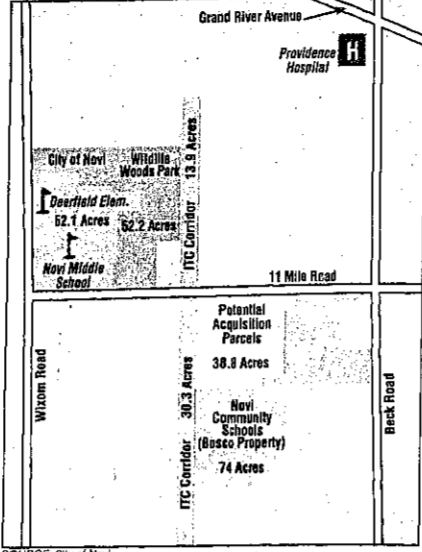 Grand River Avenue
Providence
Hospital
H
City of Novi
Wildlife
Woods Park
ITC Corridor 13.9 Acres
Deerfield Elem.
62.1 Acres
62.2 Acres
Novi Middle
School
11 Mile Road
Potential
Acquisition
Parcels
38.8 Acres
Wixom Road
ITC Corridor 30.3 Acres
Novi
Community
Schools
(Bosco Property)
74 Acres
Beck Road